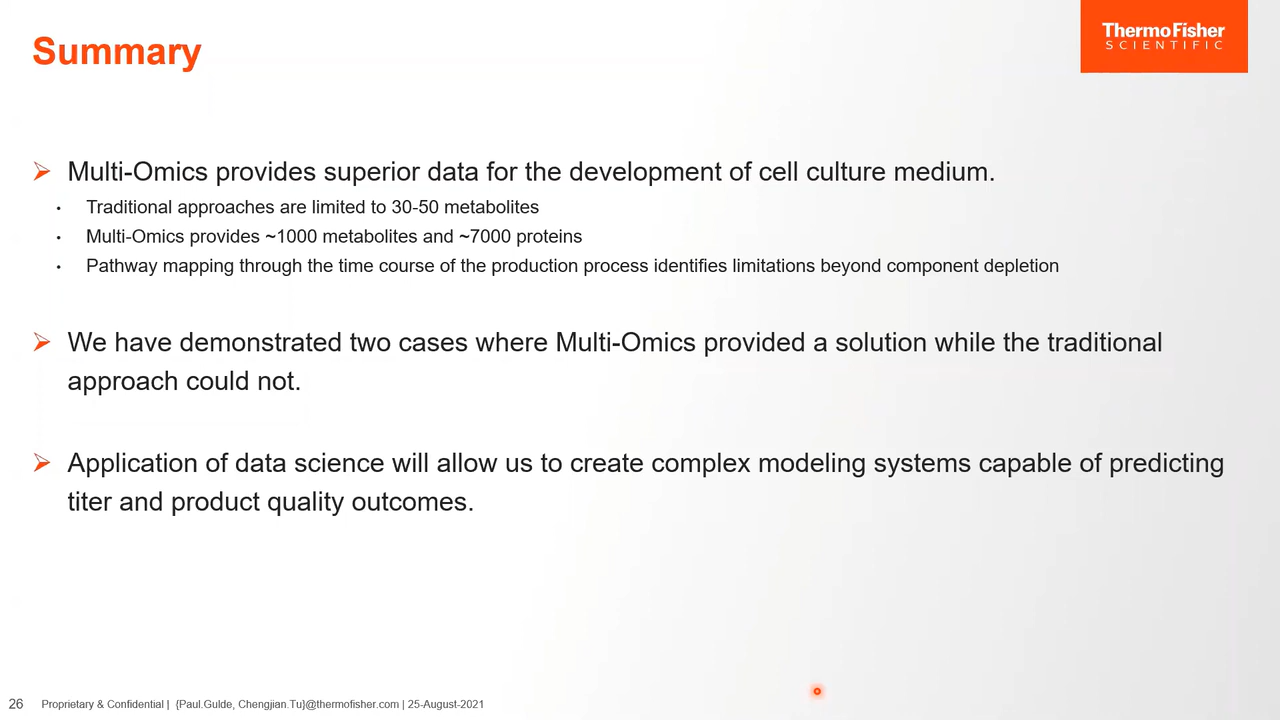 Summary
ThermoFisher
SCIENTIFIC
Multi-Omics provides superior data for the development of cell culture medium.
Traditional approaches are limited to 30-50 metabolites
Multi-Omics provides ~1000 metabolites and ~7000 proteins
Pathway mapping through the time course of the production process identifies limitations beyond component depletion
We have demonstrated two cases where Multi-Omics provided a solution while the traditional
approach could not.
Application of data science will allow us to create complex modeling systems capable of predicting
titer and product quality outcomes.
26 Proprietary & Confidential | {Paul.Gulde, Chengjian.Tu}@thermofisher.com | 25-August-2021